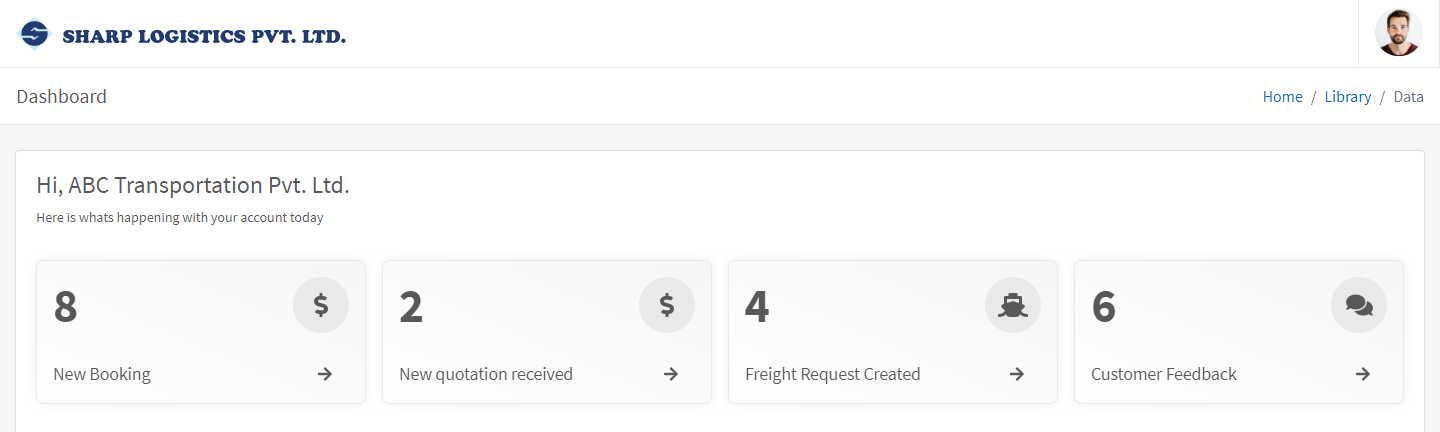 SHARP LOGISTICS PVT. LTD.
Dashboard
Home / Library / Data
Hi, ABC Transportation Pvt. Ltd.
Here is whats happening with your account today
8
$
New Booking
2
$
New quotation received
4
Freight Request Created
6
Customer Feedback